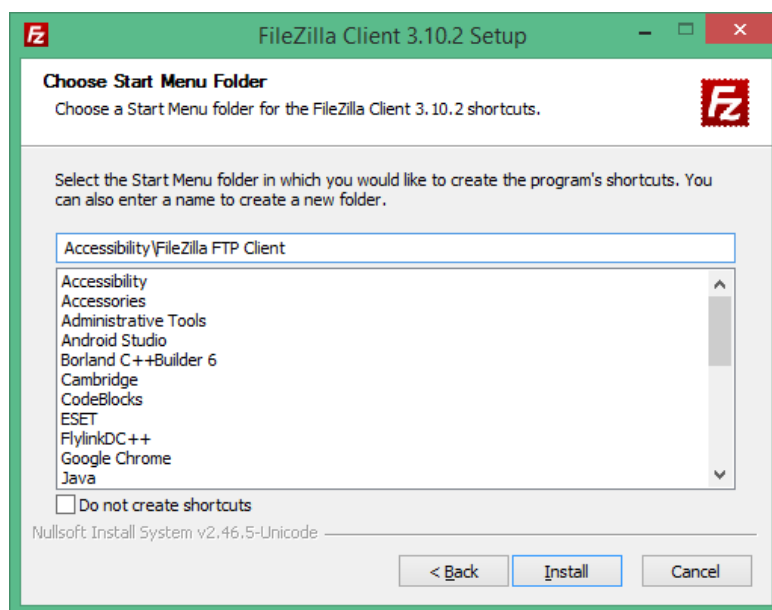 FileZilla Client 3.10.2 Setup
Choose Start Menu Folder
Choose a Start Menu folder for the FileZilla Client 3.10.2 shortcuts.
Select the Start Menu folder in which you would like to create the program's shortcuts. You
can also enter a name to create a new folder.
Accessibility\FileZilla FTP Client
Accessibility
Accessories
Administrative Tools
Android Studio
Borland C++Builder 6
Cambridge
CodeBlocks
ESET
FlylinkDC++
Google Chrome
Java
Do not create shortcuts
Nullsoft Install System v2.46.5-Unicode
< Back
Install
Cancel